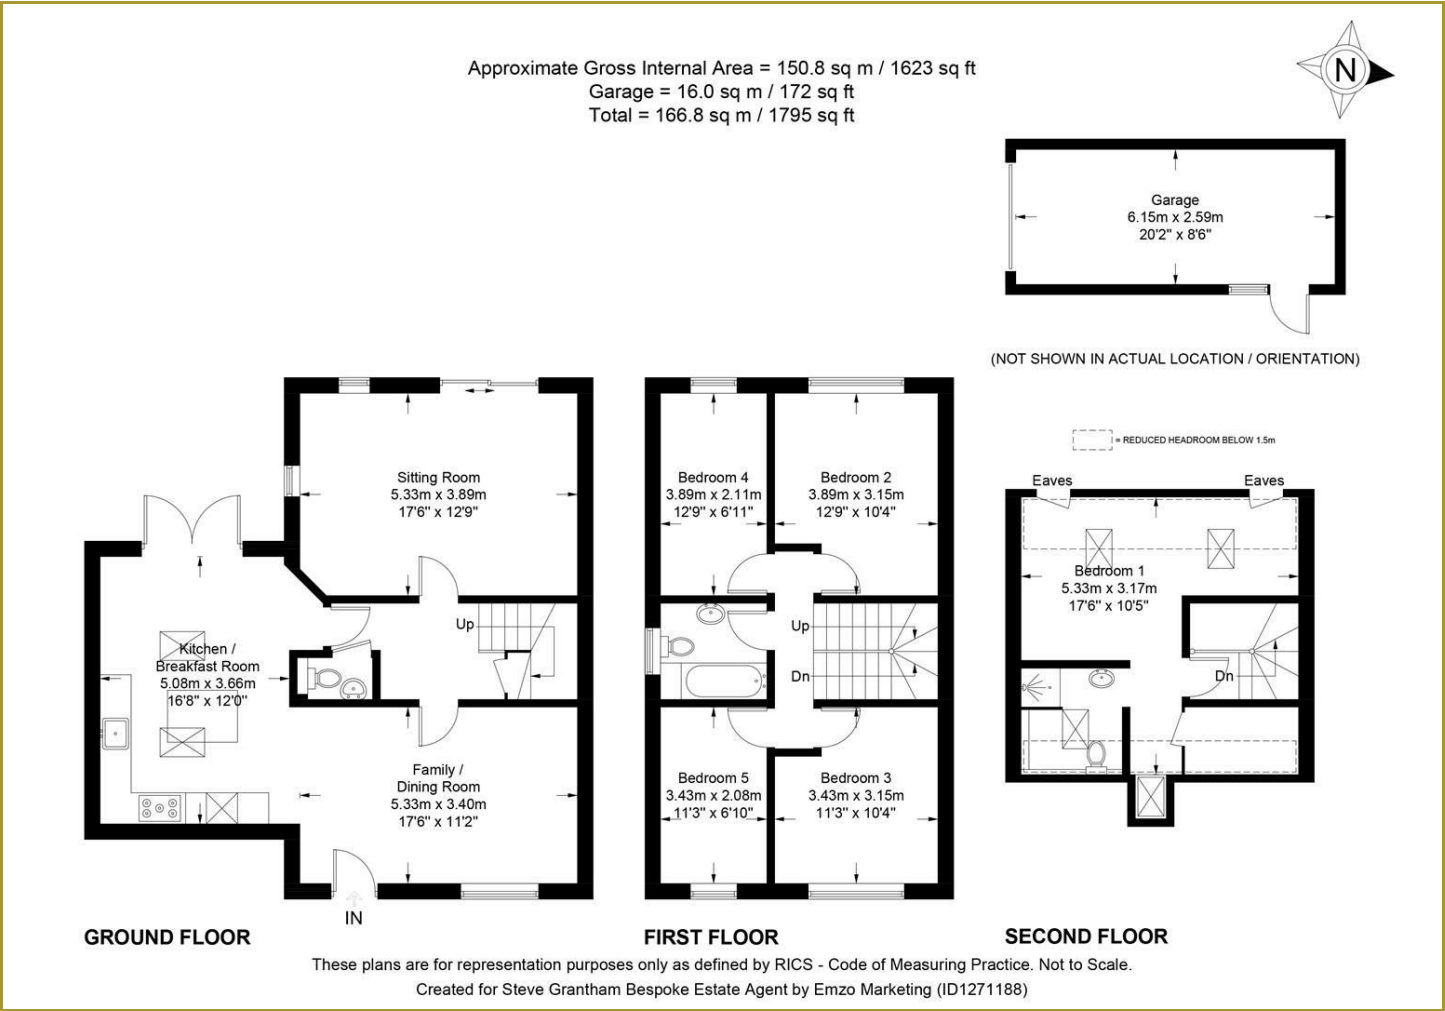 Approximate Gross Internal Area = 150.8 sq m / 1623 sq ft
Garage = 16.0 sq m / 172 sq ft
Total = 166.8 sq m / 1795 sq ft
N
Garage
6.15m x 2.59m
20'2" x 8'6"
(NOT SHOWN IN ACTUAL LOCATION / ORIENTATION)
= REDUCED HEADROOM BELOW 1.5m
Sitting Room
5.33m x 3.89m
17'6" x 12'9"
Up
Kitchen /
Breakfast Room
5.08m x 3.66m
16'8" x 12'0"
Family /
Dining Room
5.33m x 3.40m
17'6" x 11'2"
IN
GROUND FLOOR
Bedroom 4
3.89m x 2.11m
12'9" x 6'11"
Bedroom 2
3.89m x 3.15m
12'9" x 10'4"
Up
Dn
Bedroom 5
3.43m x 2.08m
11'3" x 6'10"
Bedroom 3
3.43m x 3.15m
11'3" x 10'4"
FIRST FLOOR
Eaves
Eaves
Bedroom 1
5.33m x 3.17m
17'6" x 10'5"
Dn
SECOND FLOOR
These plans are for representation purposes only as defined by RICS - Code of Measuring Practice. Not to Scale.
Created for Steve Grantham Bespoke Estate Agent by Emzo Marketing (ID1271188)